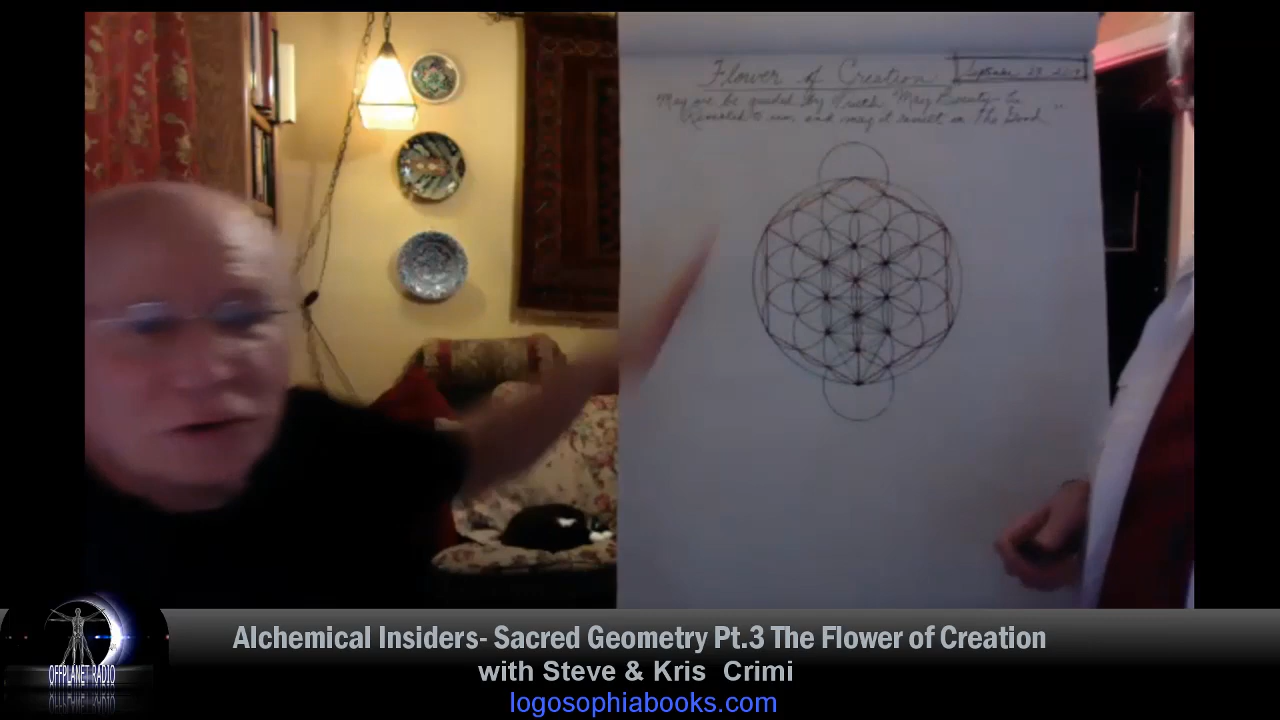 Flower of Creation
September 29
May we be guided by Truth May Beauty be
Revealed to us and may it result in The Good"
OFFPLANET RADIO
Alchemical Insiders- Sacred Geometry Pt.3 The Flower of Creation
with Steve & Kris Crimi
logosophiabooks.com